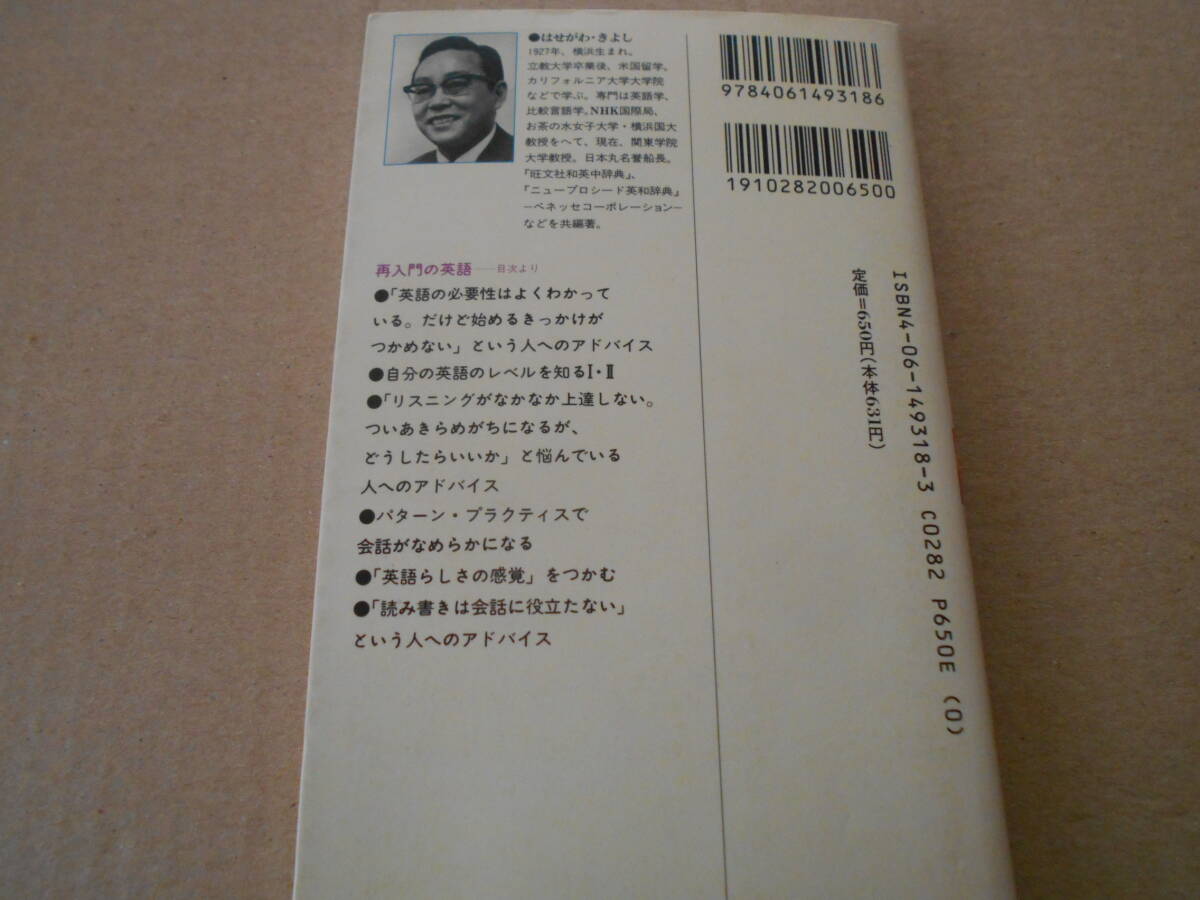 ●はせがわ・きよし
1927年、横浜生まれ。
立教大学卒業後、米国留学。
カリフォルニア大学大学院
などで学ぶ。専門は英語学、
比較言語学。NHK国際局、
お茶の水女子大学・横浜国大
教授をへて、現在、関東学院
大学教授。日本丸名誉船長。
『旺文社和英中辞典』、
『ニュープロシード英和辞典』
—ベネッセコーポレーション—
などを共編著。
再入門の英語——目次より
●「英語の必要性はよくわかって
いる。だけど始めるきっかけが
つかめない」という人へのアドバイス
●自分の英語のレベルを知るI・II
●「リスニングがなかなか上達しない。
ついあきらめがちになるが、
どうしたらいいか」と悩んでいる
人へのアドバイス
●パターン・プラクティスで
会話がなめらかになる
●「英語らしさの感覚」をつかむ
●「読み書きは会話に役立たない」
という人へのアドバイス
9784061493186
1910282006500
ISBN4-06-149318-3 C0282 P650E (0)
定価=650円(本体631円)